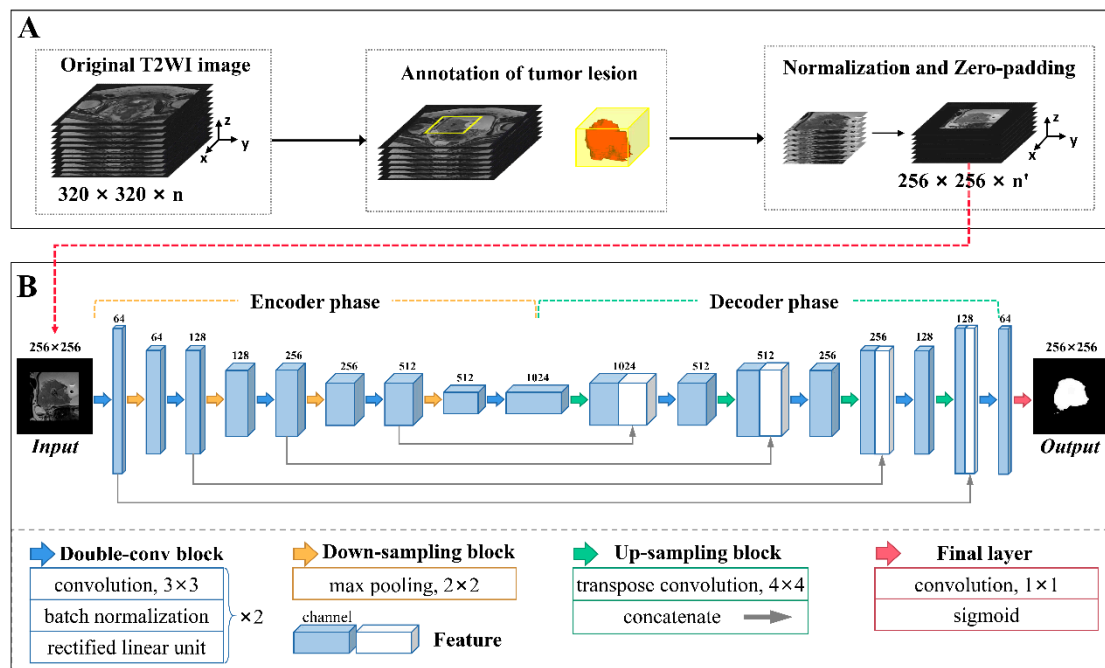 A
Original T2WI image
z
y
x
320 × 320 × n
Annotation of tumor lesion
Normalization and Zero-padding
z
y
x
256 × 256 × n'
B
Encoder phase
Decoder phase
256×256
Input
64
64
128
128
256
256
512
512
1024
1024
512
512
256
256
128
128
64
256×256
Output
Double-conv block
convolution, 3×3
batch normalization
rectified linear unit
×2
Down-sampling block
max pooling, 2×2
channel
Feature
Up-sampling block
transpose convolution, 4×4
concatenate
Final layer
convolution, 1×1
sigmoid